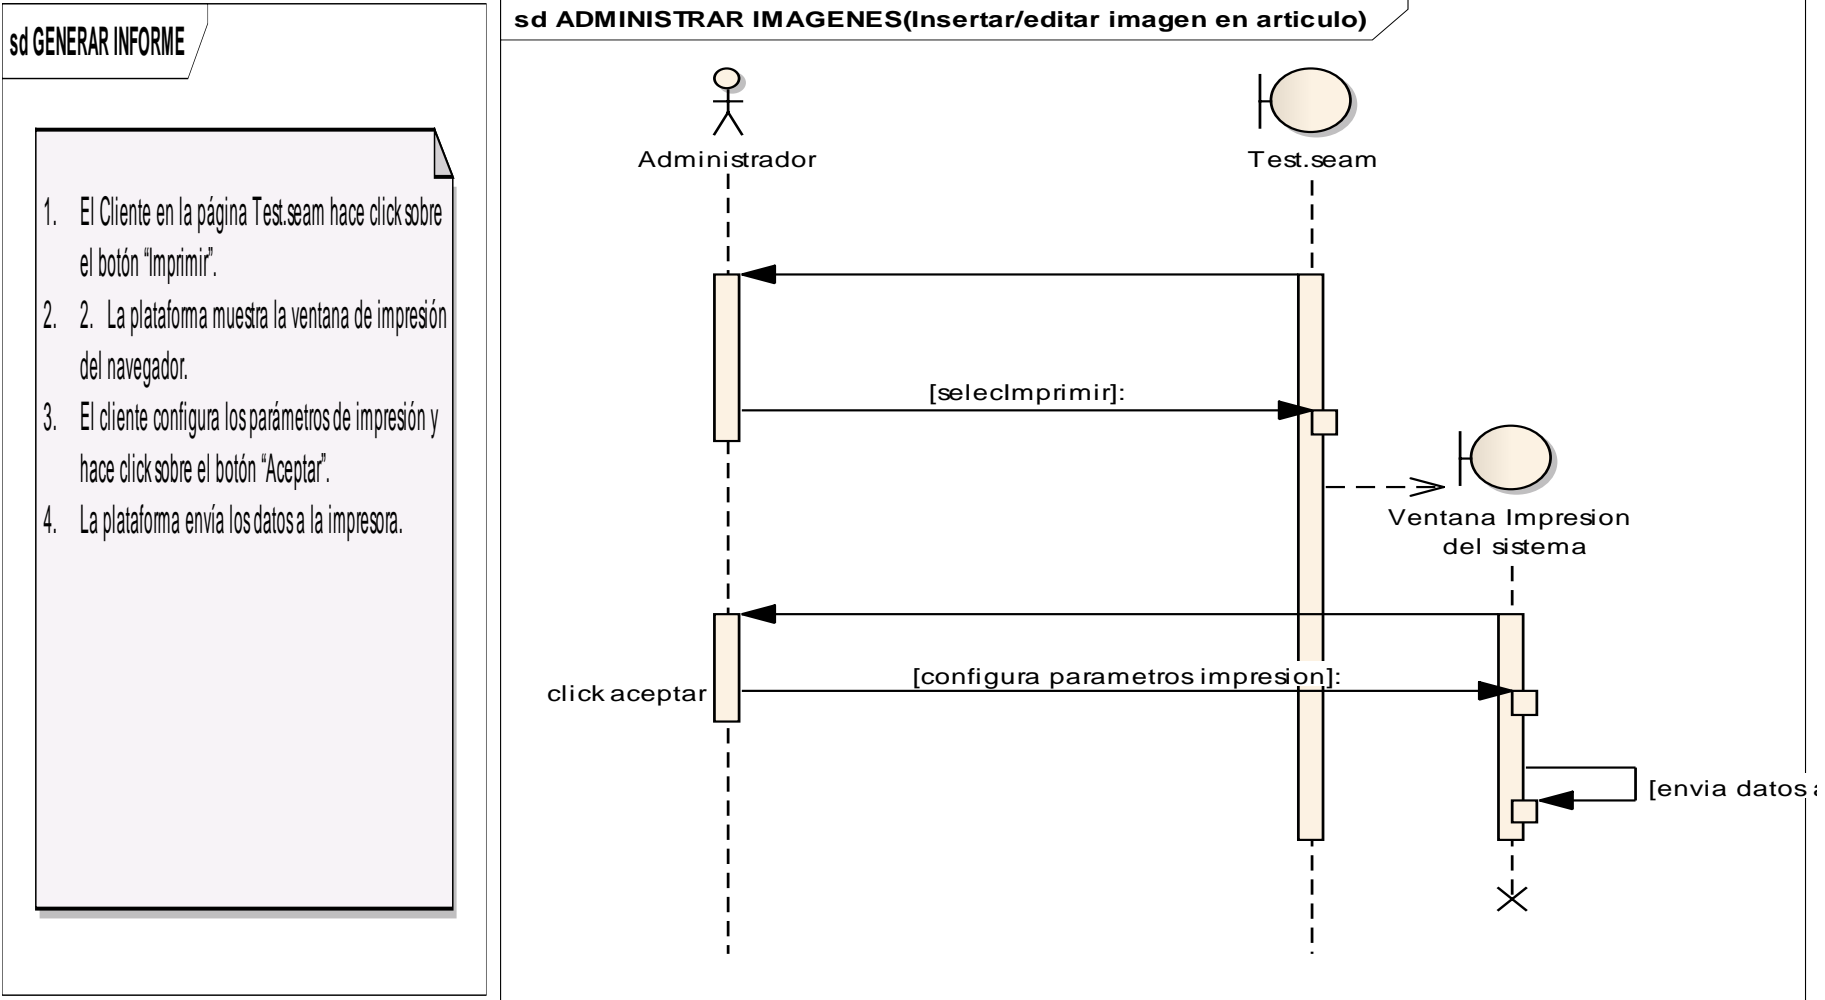 sd GENERAR INFORME
1. El Cliente en la página Test.seam hace click sobre
el botón “Imprimir”.
2. 2. La plataforma muestra la ventana de impresión
del navegador.
3. El cliente configura los parámetros de impresión y
hace click sobre el botón “Aceptar”.
4. La plataforma envía los datos a la impresora.
sd ADMINISTRAR IMAGENES(Insertar/editar imagen en articulo)
Administrador
Test.seam
[selecImprimir]:
Ventana Impresion
del sistema
[configura parametros impresion]:
click aceptar
[envia datos